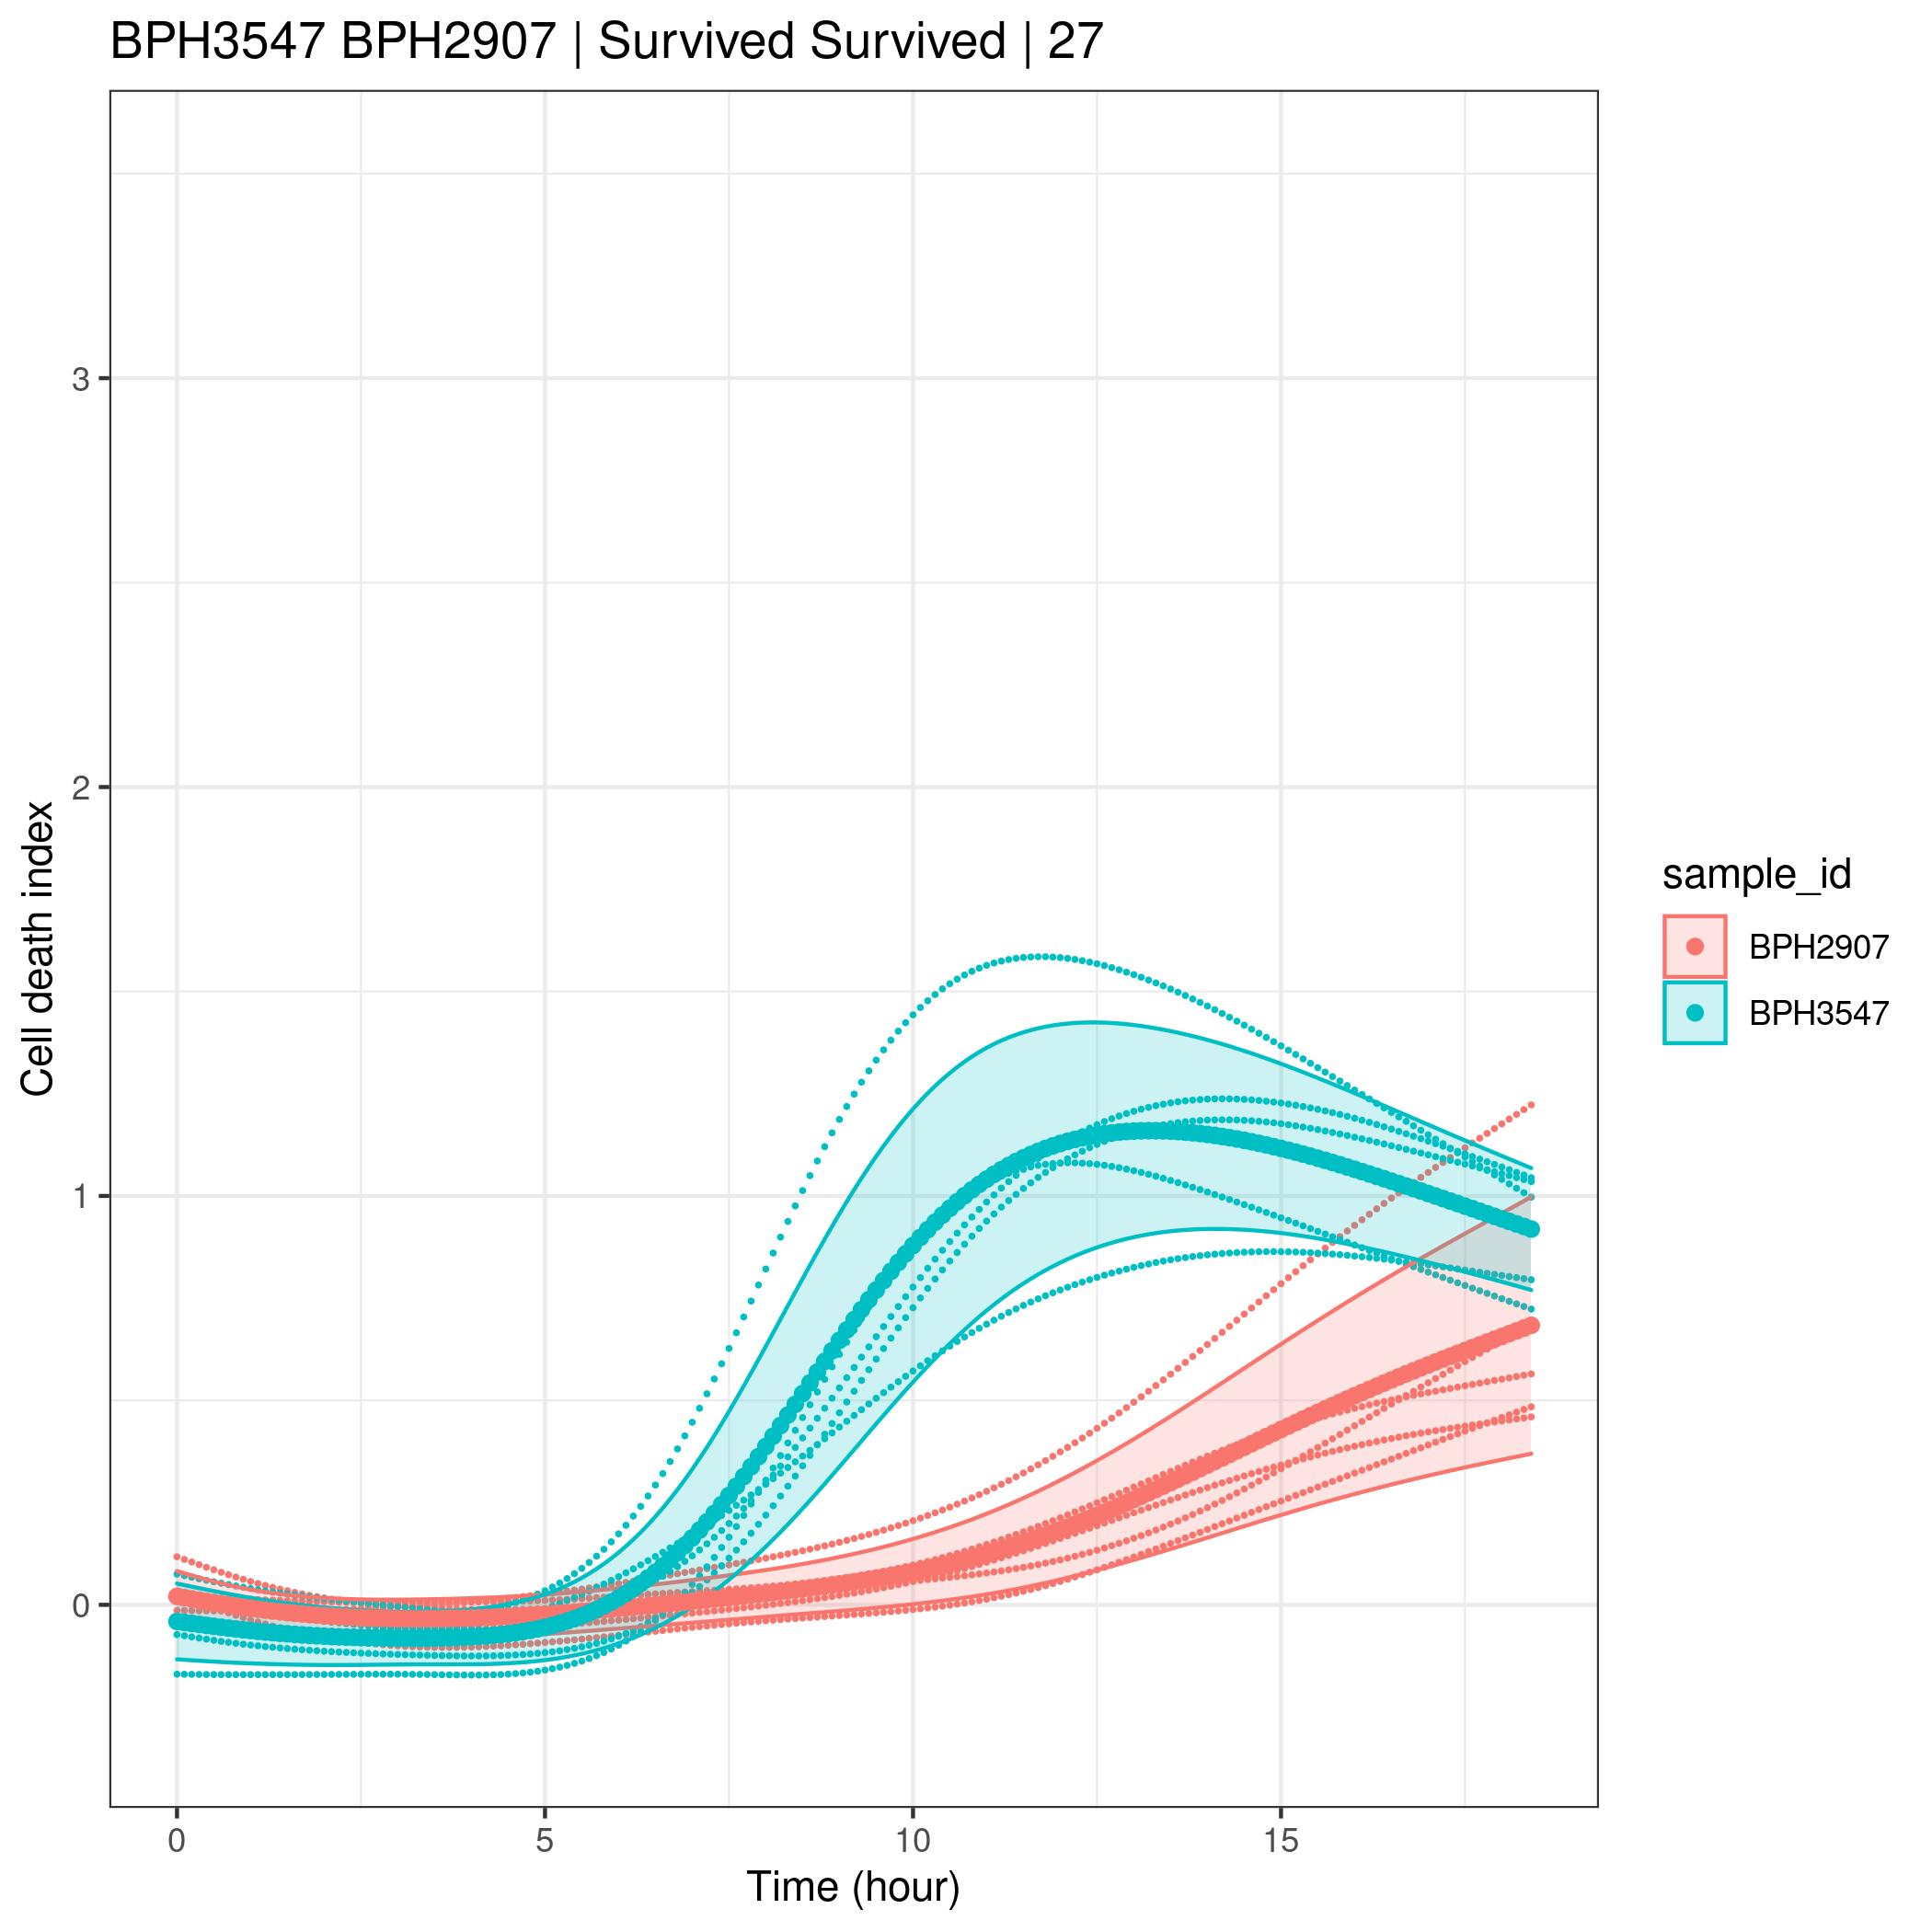 BPH3547 BPH2907 | Survived Survived | 27
3
2
1
0
Cell death index
0 5 10 15
Time (hour)
sample_id
BPH2907
BPH3547